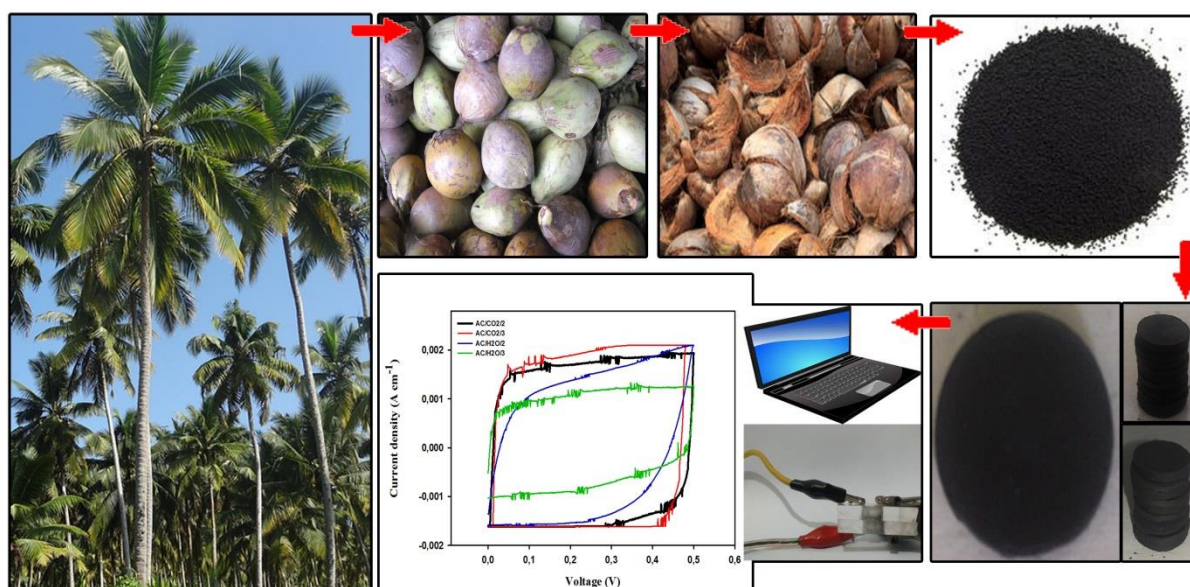 AC/CO2/2
AC/CO2/3
AC/H2O/2
AC/H2O/3
0,002
0,001
0,000
-0,001
-0,002
Current density (A cm⁻¹)
0,0 0,1 0,2 0,3 0,4 0,5 0,6
Voltage (V)